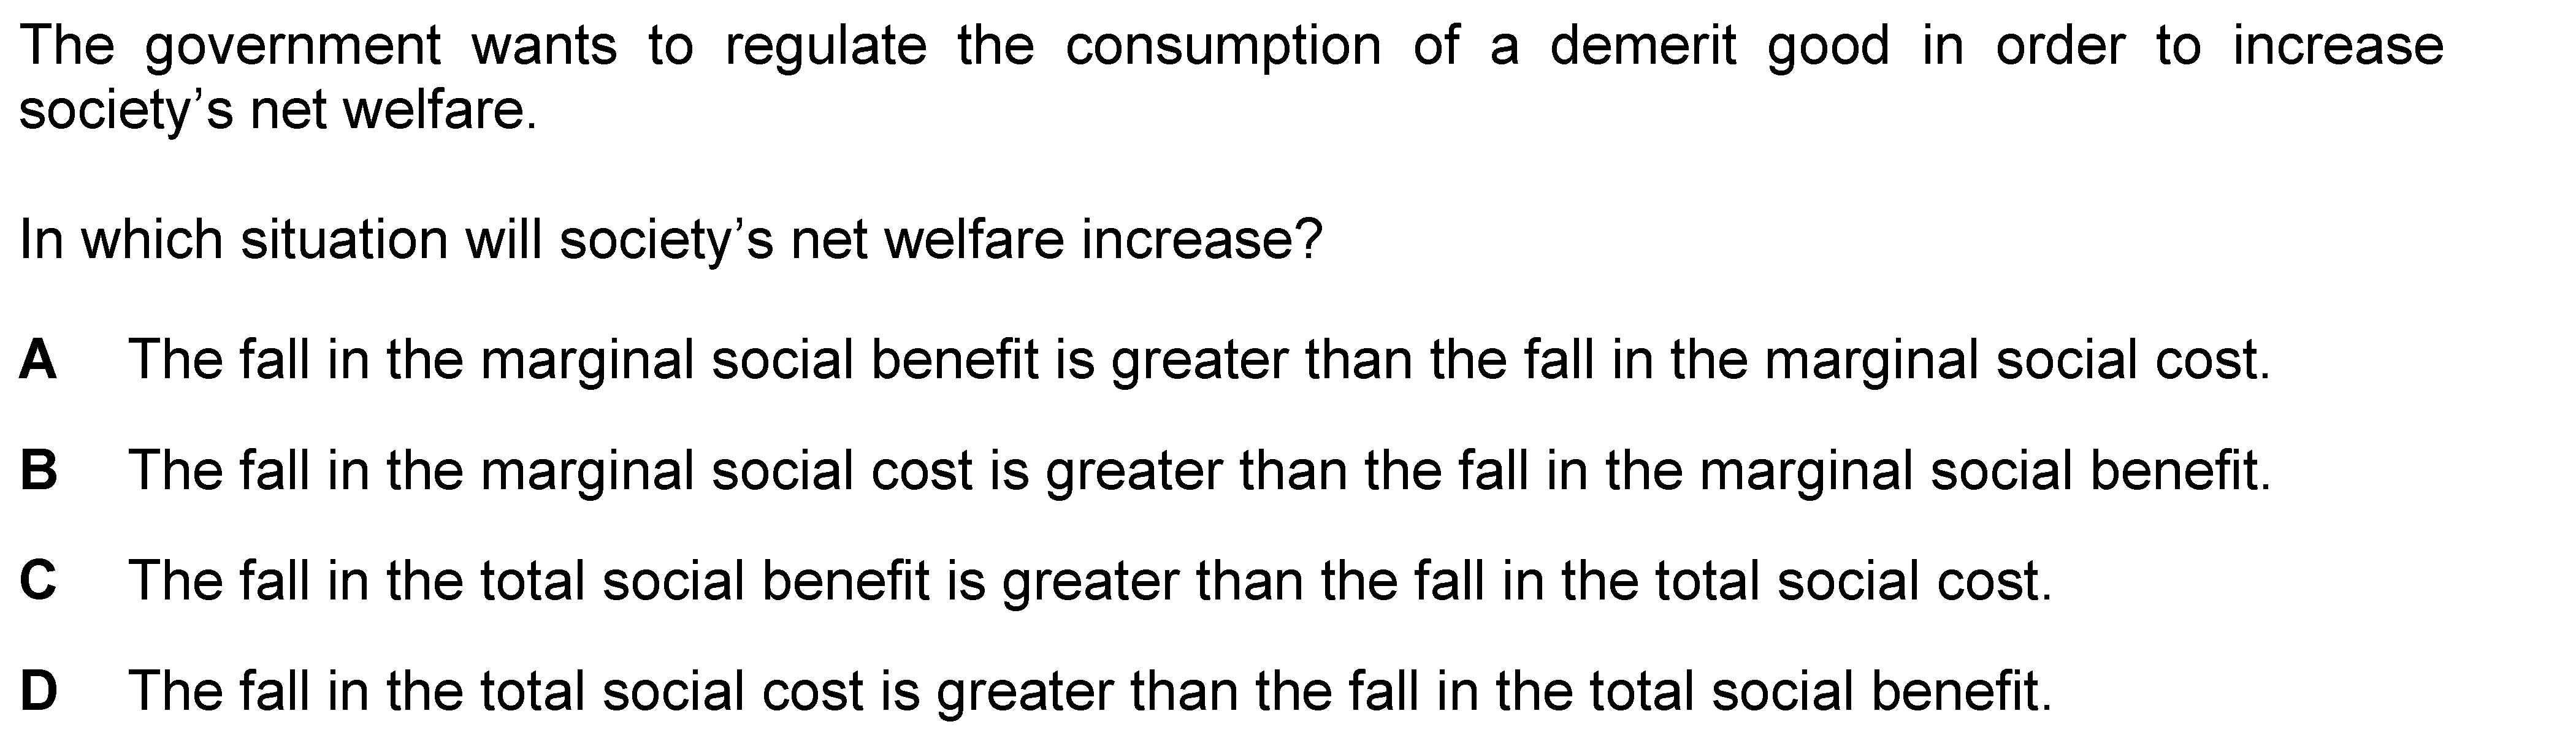 The government wants to regulate the consumption of a demerit good in order to increase
society’s net welfare.
In which situation will society’s net welfare increase?
A The fall in the marginal social benefit is greater than the fall in the marginal social cost.
B The fall in the marginal social cost is greater than the fall in the marginal social benefit.
C The fall in the total social benefit is greater than the fall in the total social cost.
D The fall in the total social cost is greater than the fall in the total social benefit.